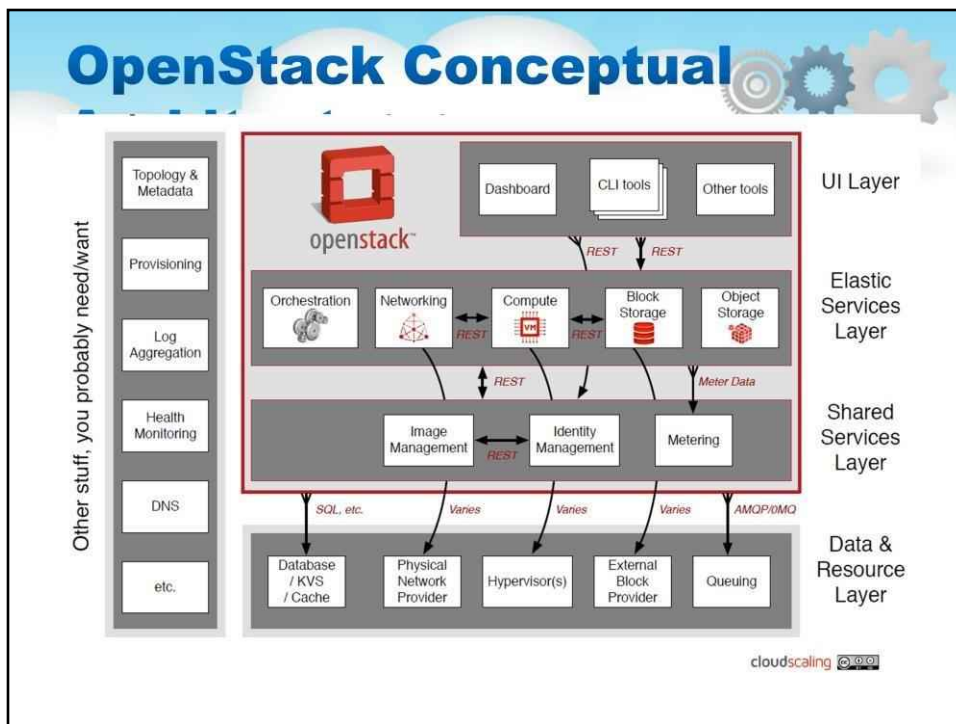 OpenStack Conceptual
Other stuff, you probably need/want
Topology &
Metadata
Provisioning
Log
Aggregation
Health
Monitoring
DNS
etc.
openstack™
Dashboard
CLI tools
Other tools
UI Layer
REST
REST
Orchestration
Networking
Compute
VM
Block
Storage
Object
Storage
REST
REST
Elastic
Services
Layer
REST
Meter Data
Image
Management
REST
Identity
Management
Metering
Shared
Services
Layer
SQL, etc.
Varies
Varies
Varies
AMQP/0MQ
Database
/ KVS
/ Cache
Physical
Network
Provider
Hypervisor(s)
External
Block
Provider
Queuing
Data &
Resource
Layer
cloudscaling